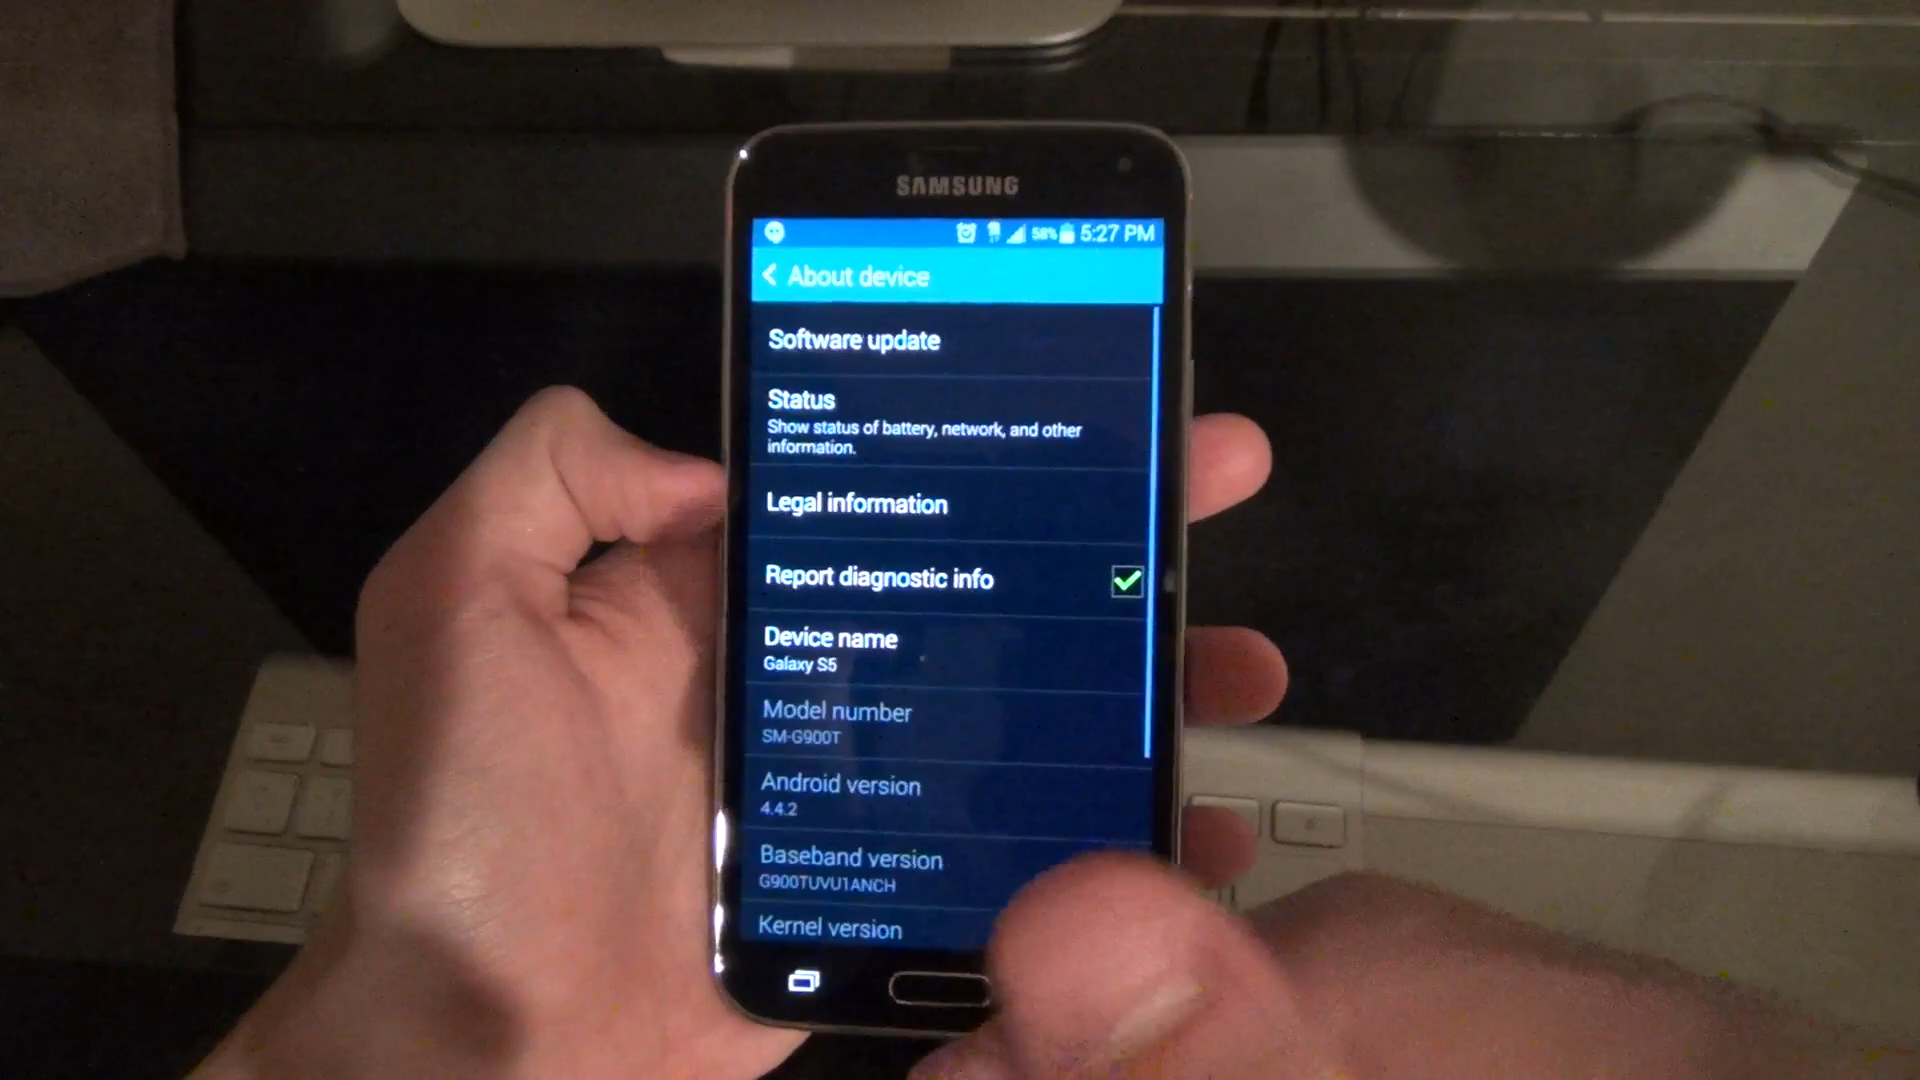 SAMSUNG
58% 5:27 PM
About device
Software update
Status
Show status of battery, network, and other
information.
Legal information
Report diagnostic info
Device name
Galaxy S5
Model number
SM-G900T
Android version
4.4.2
Baseband version
G900TUVU1ANCH
Kernel version